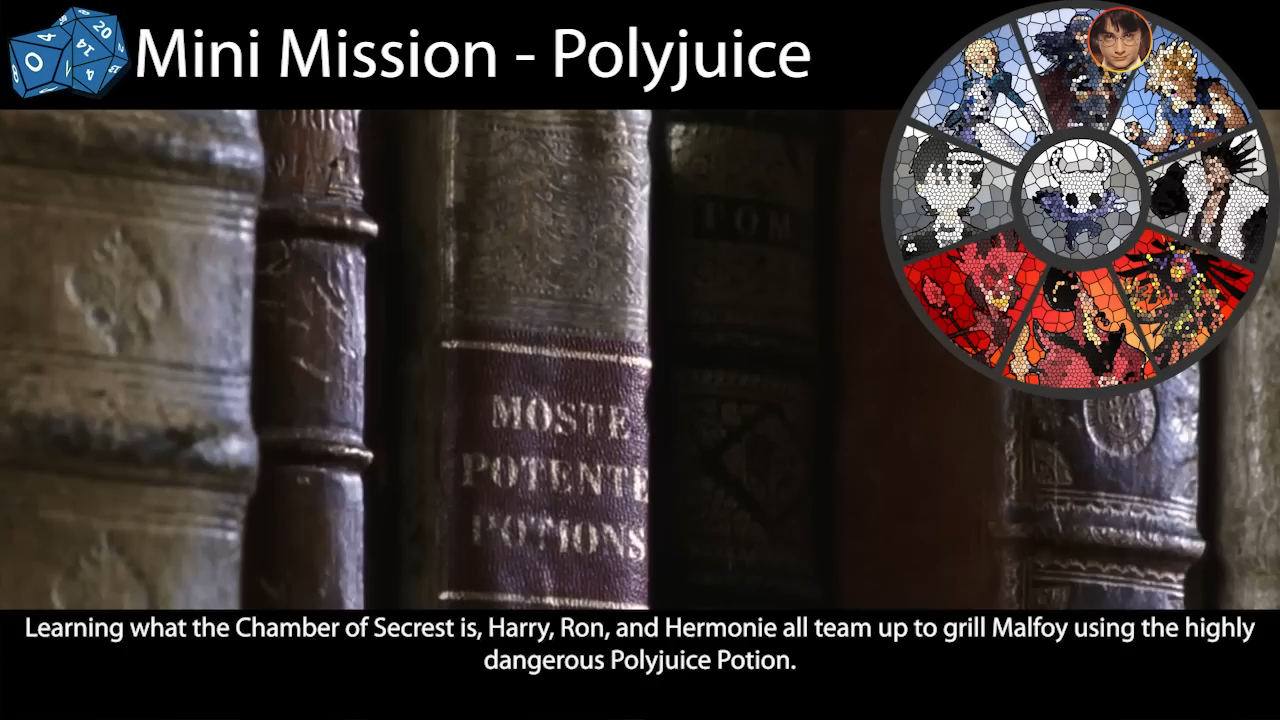 Mini Mission - Polyjuice
MOSTE
POTENTE
POTIONS
Learning what the Chamber of Secrest is, Harry, Ron, and Hermonie all team up to grill Malfoy using the highly
dangerous Polyjuice Potion.